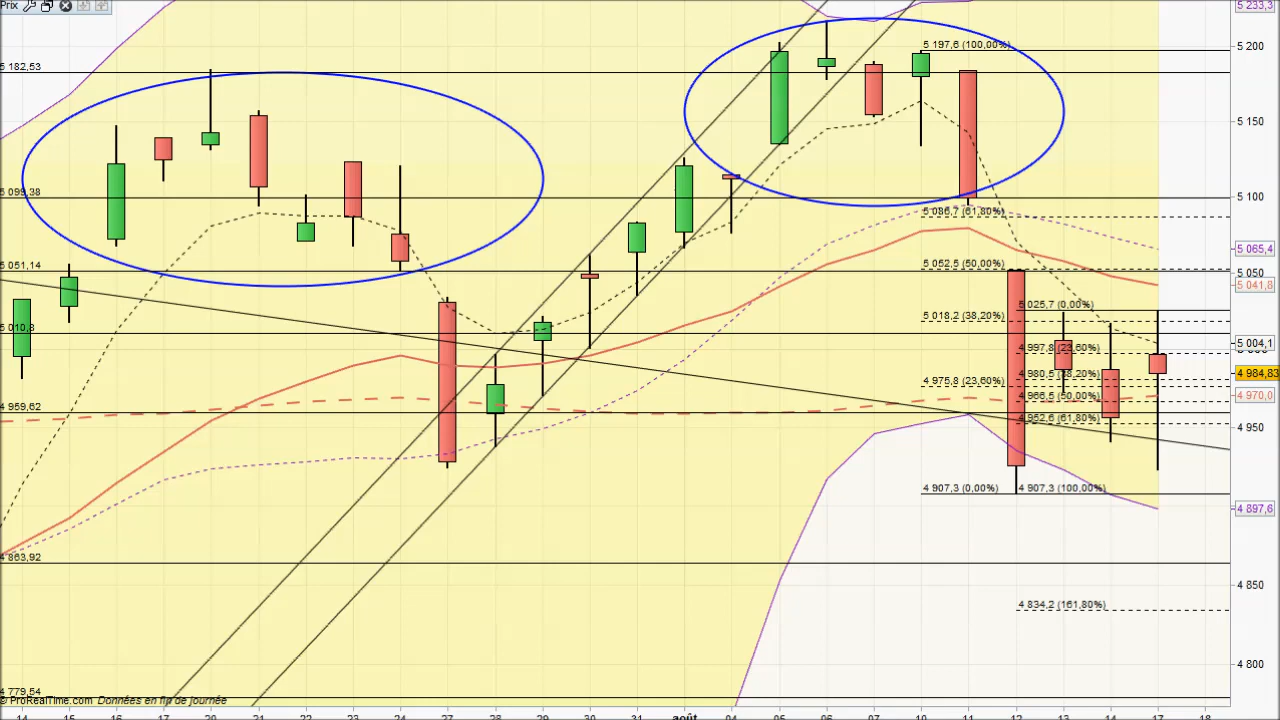 Prix
5 233,3
5 200
5 197,6 (100,00%)
5 182,53
5 150
5 100
5 099,38
5 086,7 (61,80%)
5 065,4
5 052,5 (50,00%)
5 051,14
5 050
5 041,8
5 025,7 (0,00%)
5 018,2 (38,20%)
5 010,8
5 004,1
4 997,8 (23,60%)
4 984,83
4 980,5 (38,20%)
4 975,8 (23,60%)
4 970,0
4 966,5 (50,00%)
4 959,62
4 952,6 (61,80%)
4 950
4 907,3 (0,00%)
4 907,3 (100,00%)
4 897,6
4 863,92
4 850
4 834,2 (161,80%)
4 800
4 779,54
© ProRealTime.com Données en fin de journée
14 15 16 17 20 21 22 23 24 27 28 29 30 31 août 04 05 06 07 10 11 12 13 14 17 18